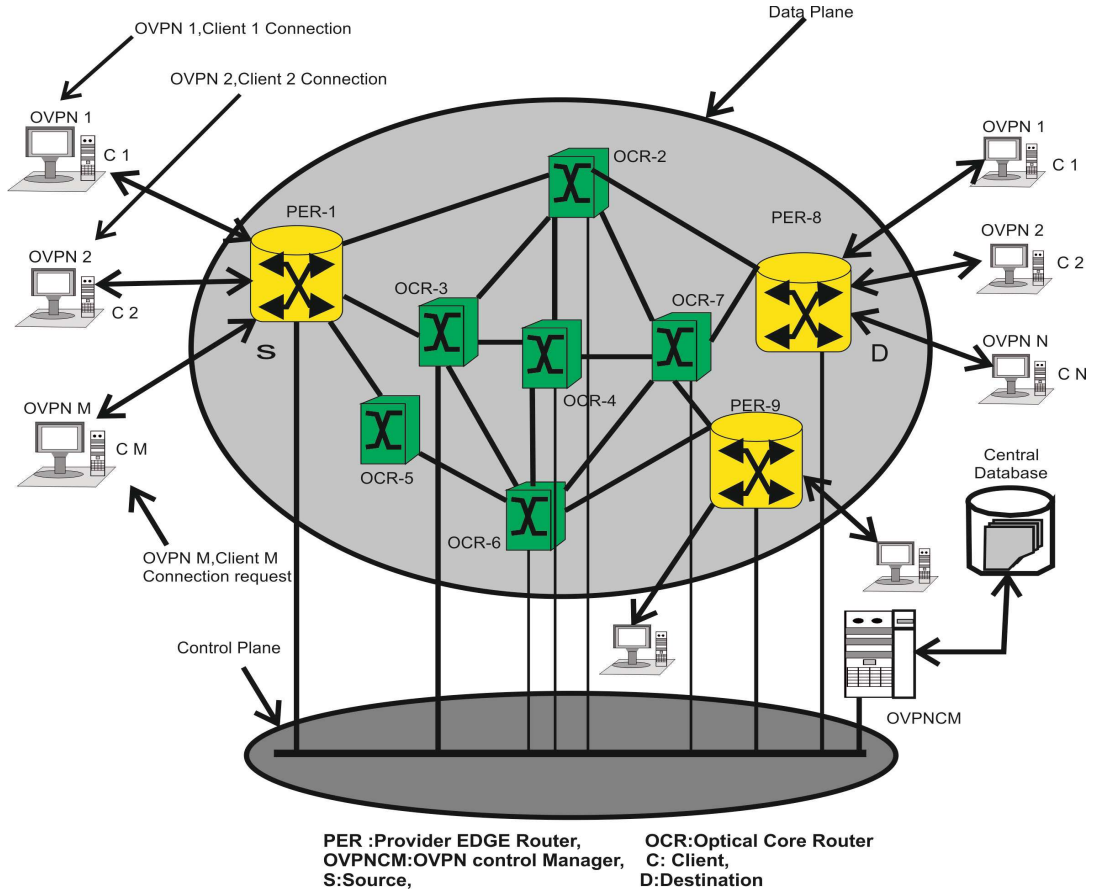 OVPN 1,Client 1 Connection
Data Plane
OVPN 2,Client 2 Connection
OVPN 1
C 1
OVPN 2
C 2
OVPN M
C M
OVPN M,Client M
Connection request
PER-1
S
OCR-2
OCR-3
OCR-4
OCR-5
OCR-6
OCR-7
PER-8
D
PER-9
OVPN 1
C 1
OVPN 2
C 2
OVPN N
C N
Central
Database
OVPNCM
Control Plane
PER :Provider EDGE Router, OCR:Optical Core Router
OVPNCM:OVPN control Manager, C: Client,
S:Source, D:Destination